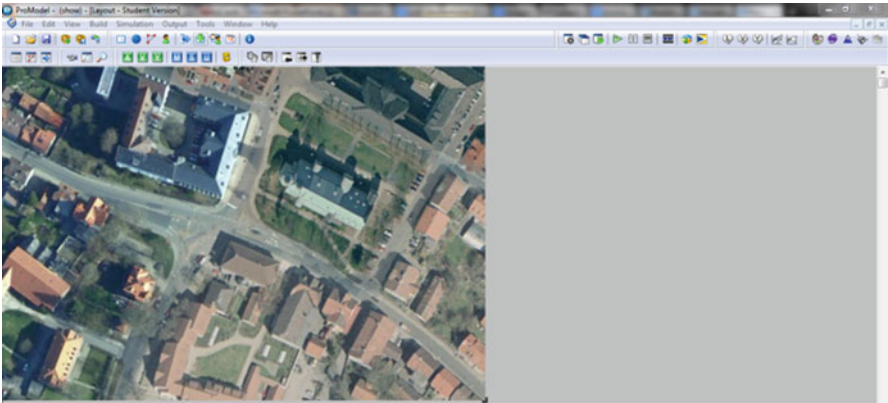 ProModel - (show) - [Layout - Student Version]
File Edit View Build Simulation Output Tools Window Help